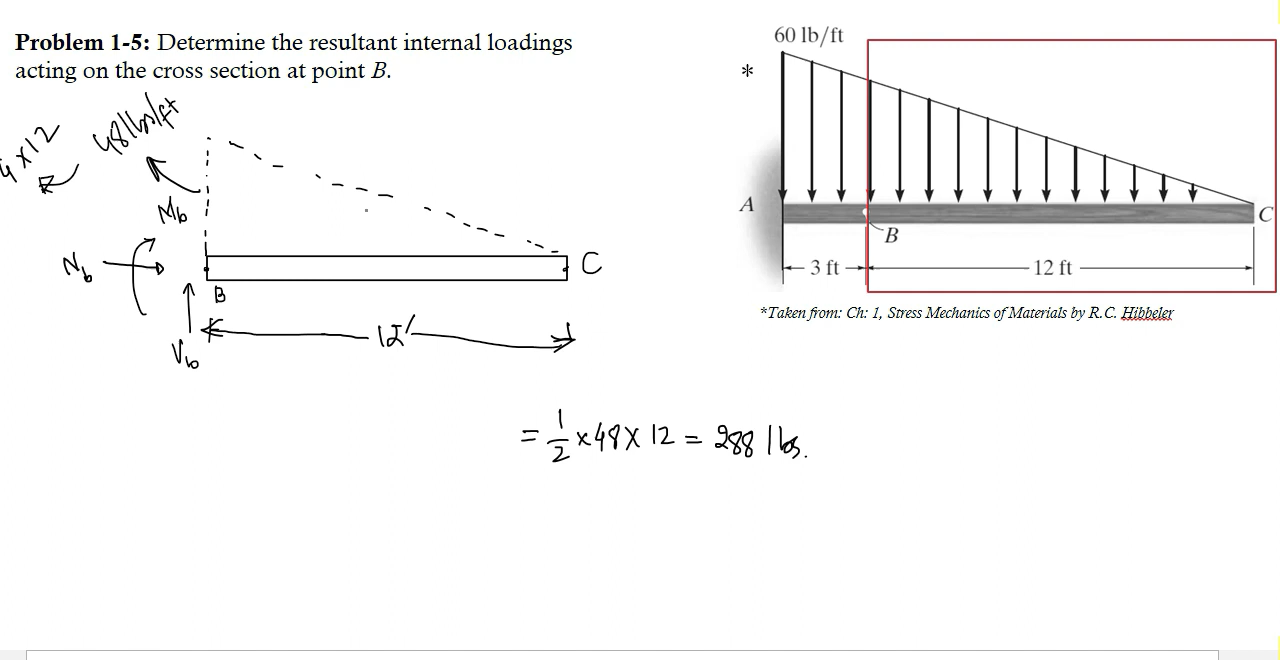 Problem 1-5: Determine the resultant internal loadings
acting on the cross section at point B.
4 x 12
48 lbs/ft
Mb
Nb
B
C
Vb
12'
= 1/2 x 48 x 12 = 288 lbs.
60 lb/ft
*
A
B
C
3 ft
12 ft
*Taken from: Ch: 1, Stress Mechanics of Materials by R.C. Hibbeler